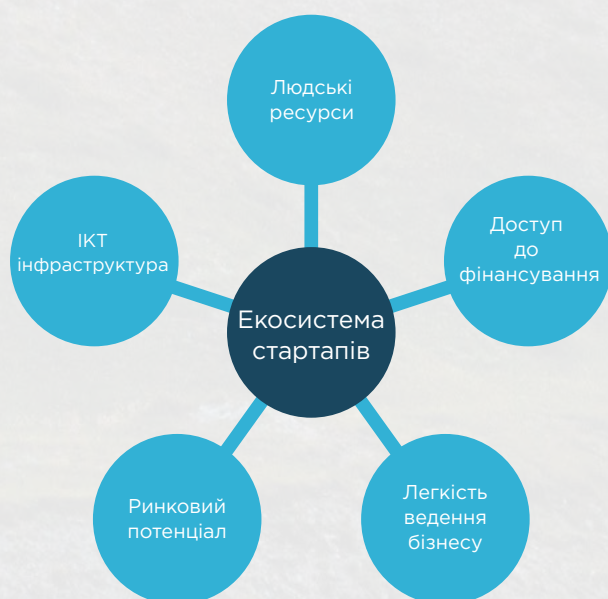 Людські
ресурси
ІКТ
інфраструктура
Доступ
до
фінансування
Екосистема
стартапів
Ринковий
потенціал
Легкість
ведення
бізнесу